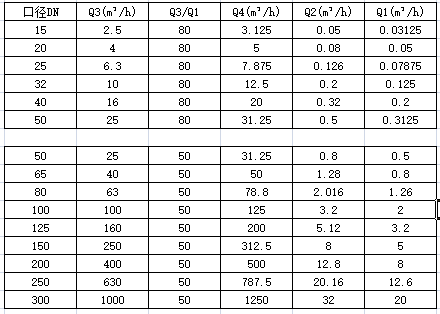 口径DN Q3(m³/h) Q3/Q1 Q4(m³/h) Q2(m³/h) Q1(m³/h)
15 2.5 80 3.125 0.05 0.03125
20 4 80 5 0.08 0.05
25 6.3 80 7.875 0.126 0.07875
32 10 80 12.5 0.2 0.125
40 16 80 20 0.32 0.2
50 25 80 31.25 0.5 0.3125
50 25 50 31.25 0.8 0.5
65 40 50 50 1.28 0.8
80 63 50 78.8 2.016 1.26
100 100 50 125 3.2 2
125 160 50 200 5.12 3.2
150 250 50 312.5 8 5
200 400 50 500 12.8 8
250 630 50 787.5 20.16 12.6
300 1000 50 1250 32 20